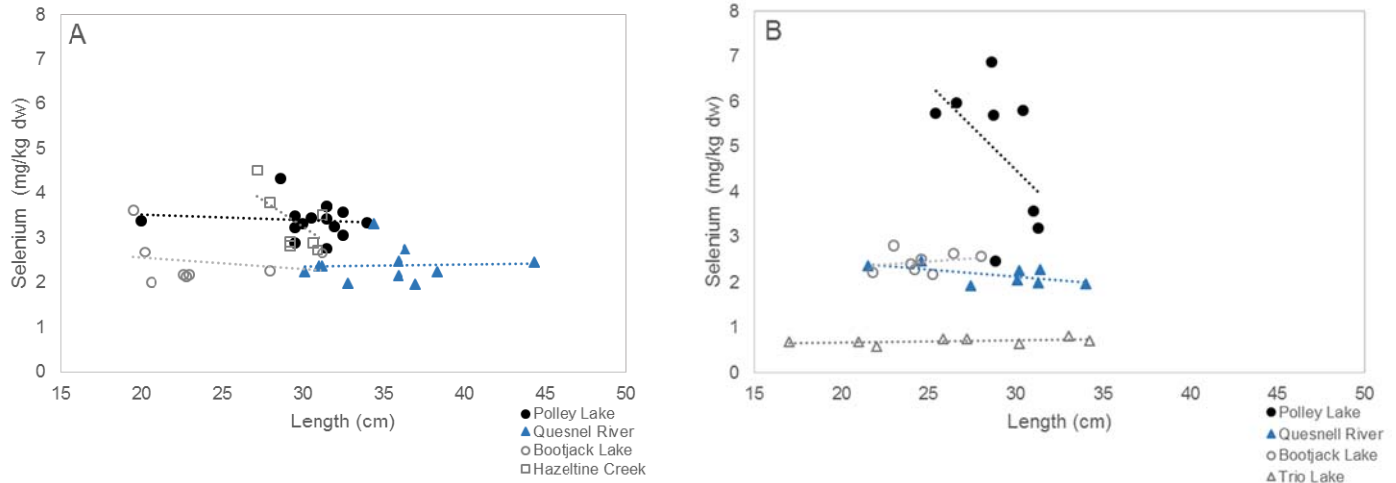 A
8
7
6
5
4
3
2
1
0
Selenium (mg/kg dw)
15 20 25 30 35 40 45 50
Length (cm)
Polley Lake
Quesnel River
Bootjack Lake
Hazeltine Creek
B
8
7
6
5
4
3
2
1
0
Selenium (mg/kg dw)
15 20 25 30 35 40 45 50
Length (cm)
Polley Lake
Quesnell River
Bootjack Lake
Trio Lake